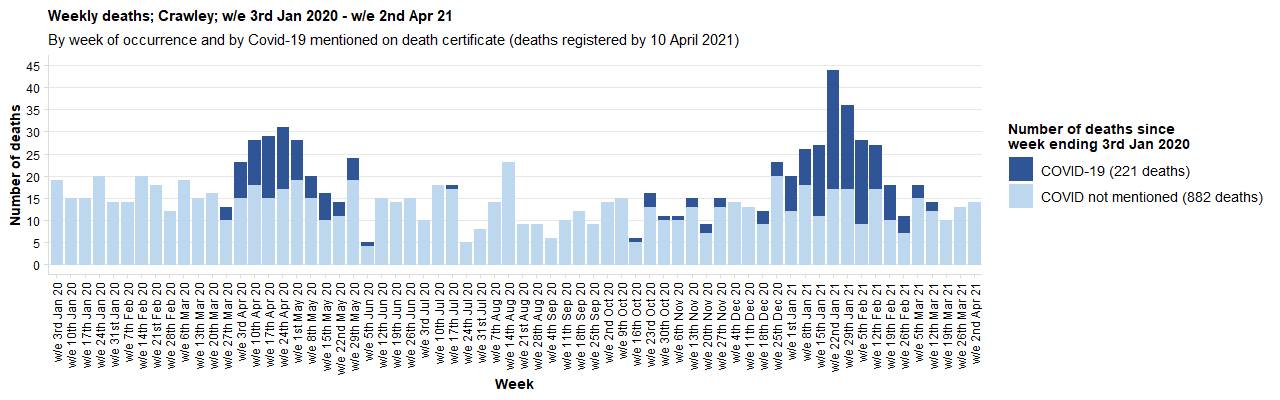 Weekly deaths; Crawley; w/e 3rd Jan 2020 - w/e 2nd Apr 21
By week of occurrence and by Covid-19 mentioned on death certificate (deaths registered by 10 April 2021)
Number of deaths
45
40
35
30
25
20
15
10
5
0
w/e 3rd Jan 20
w/e 10th Jan 20
w/e 17th Jan 20
w/e 24th Jan 20
w/e 31st Jan 20
w/e 7th Feb 20
w/e 14th Feb 20
w/e 21st Feb 20
w/e 28th Feb 20
w/e 6th Mar 20
w/e 13th Mar 20
w/e 20th Mar 20
w/e 27th Mar 20
w/e 3rd Apr 20
w/e 10th Apr 20
w/e 17th Apr 20
w/e 24th Apr 20
w/e 1st May 20
w/e 8th May 20
w/e 15th May 20
w/e 22nd May 20
w/e 29th May 20
w/e 5th Jun 20
w/e 12th Jun 20
w/e 19th Jun 20
w/e 26th Jun 20
w/e 3rd Jul 20
w/e 10th Jul 20
w/e 17th Jul 20
w/e 24th Jul 20
w/e 31st Jul 20
w/e 7th Aug 20
w/e 14th Aug 20
w/e 21st Aug 20
w/e 28th Aug 20
w/e 4th Sep 20
w/e 11th Sep 20
w/e 18th Sep 20
w/e 25th Sep 20
w/e 2nd Oct 20
w/e 9th Oct 20
w/e 16th Oct 20
w/e 23rd Oct 20
w/e 30th Oct 20
w/e 6th Nov 20
w/e 13th Nov 20
w/e 20th Nov 20
w/e 27th Nov 20
w/e 4th Dec 20
w/e 11th Dec 20
w/e 18th Dec 20
w/e 25th Dec 20
w/e 1st Jan 21
w/e 8th Jan 21
w/e 15th Jan 21
w/e 22nd Jan 21
w/e 29th Jan 21
w/e 5th Feb 21
w/e 12th Feb 21
w/e 19th Feb 21
w/e 26th Feb 21
w/e 5th Mar 21
w/e 12th Mar 21
w/e 19th Mar 21
w/e 26th Mar 21
w/e 2nd Apr 21
Week
Number of deaths since
week ending 3rd Jan 2020
COVID-19 (221 deaths)
COVID not mentioned (882 deaths)